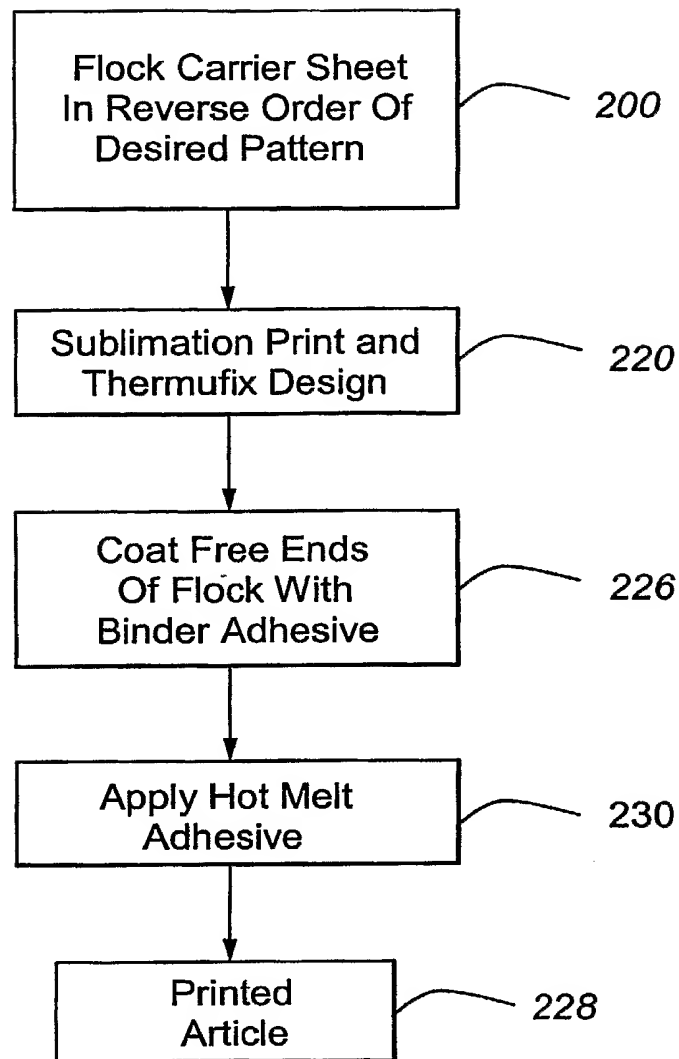 Flock Carrier Sheet
In Reverse Order Of
Desired Pattern
200
Sublimation Print and
Thermufix Design
220
Coat Free Ends
Of Flock With
Binder Adhesive
226
Apply Hot Melt
Adhesive
230
Printed
Article
228